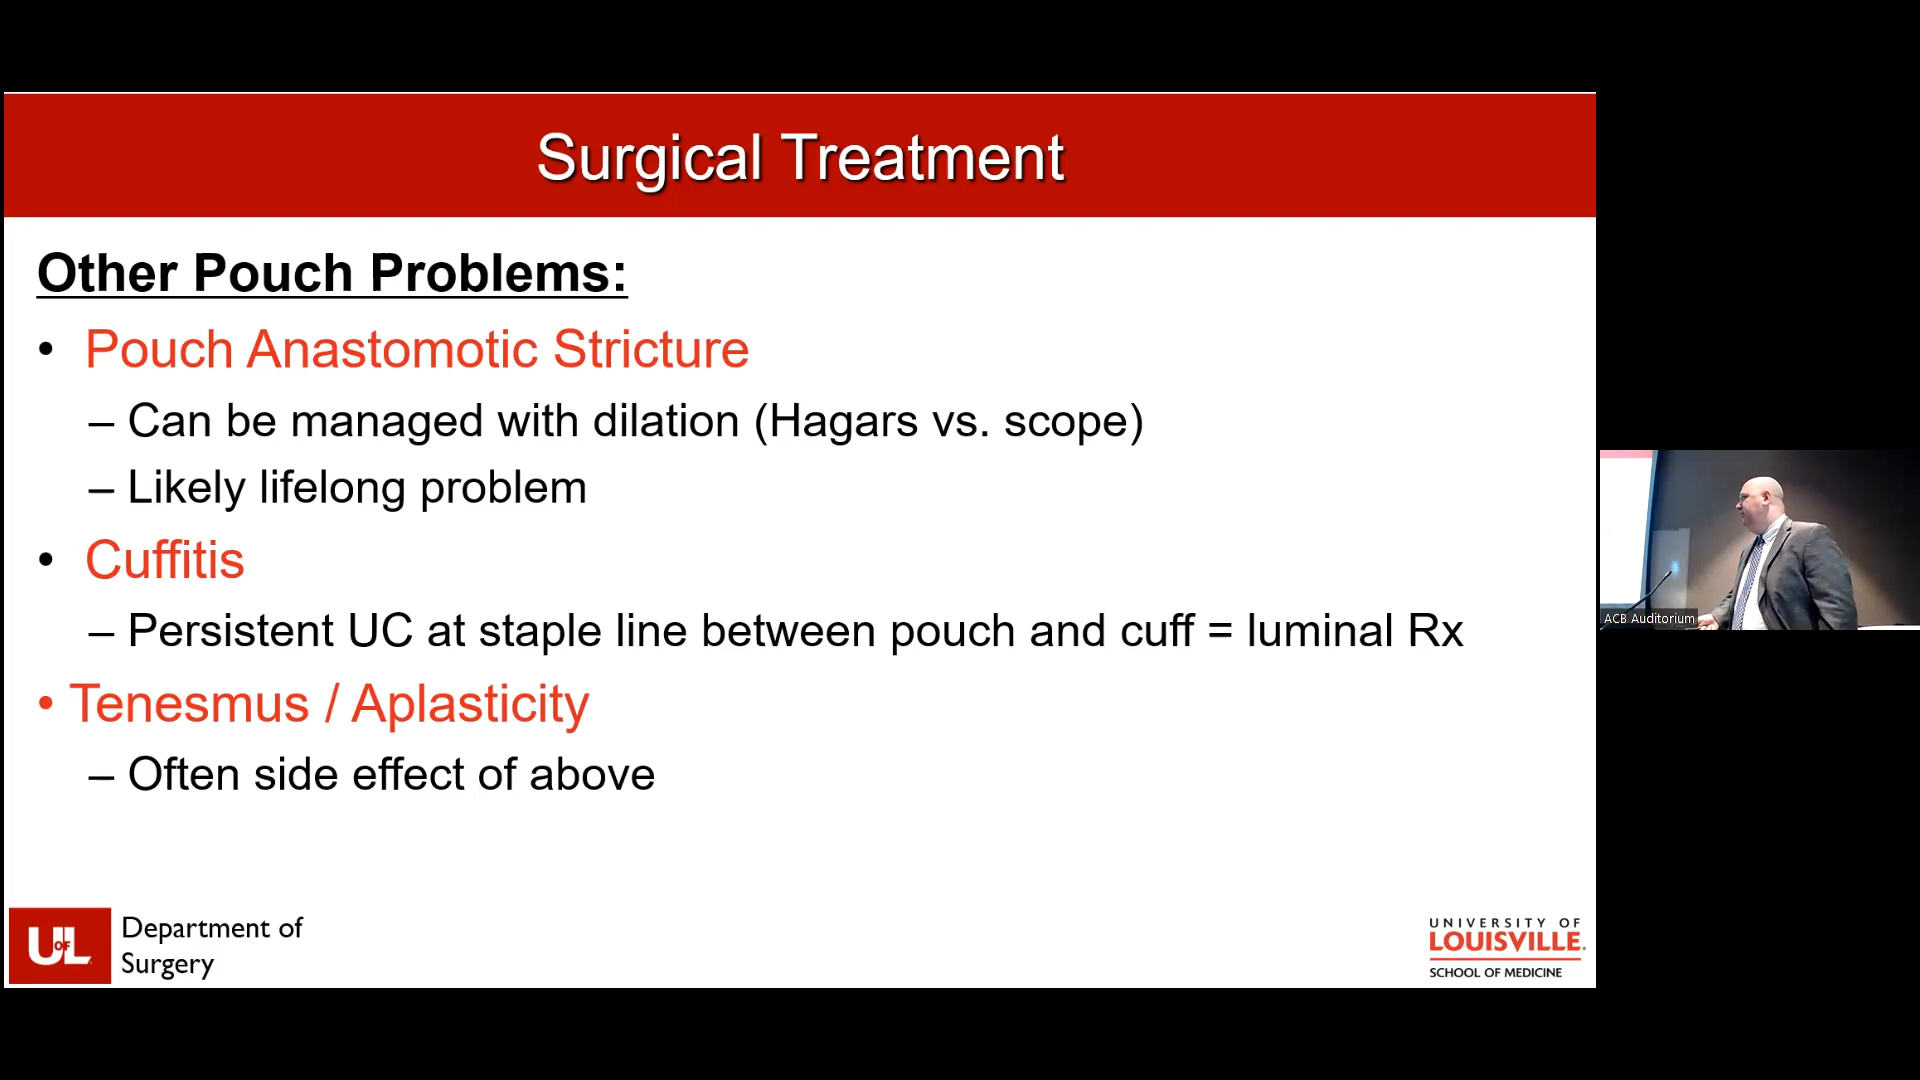 Surgical Treatment
Other Pouch Problems:
• Pouch Anastomotic Stricture
– Can be managed with dilation (Hagars vs. scope)
– Likely lifelong problem
• Cuffitis
– Persistent UC at staple line between pouch and cuff = luminal Rx
• Tenesmus / Aplasticity
– Often side effect of above
UofL
Department of
Surgery
UNIVERSITY OF
LOUISVILLE.
SCHOOL OF MEDICINE
ACB Auditorium